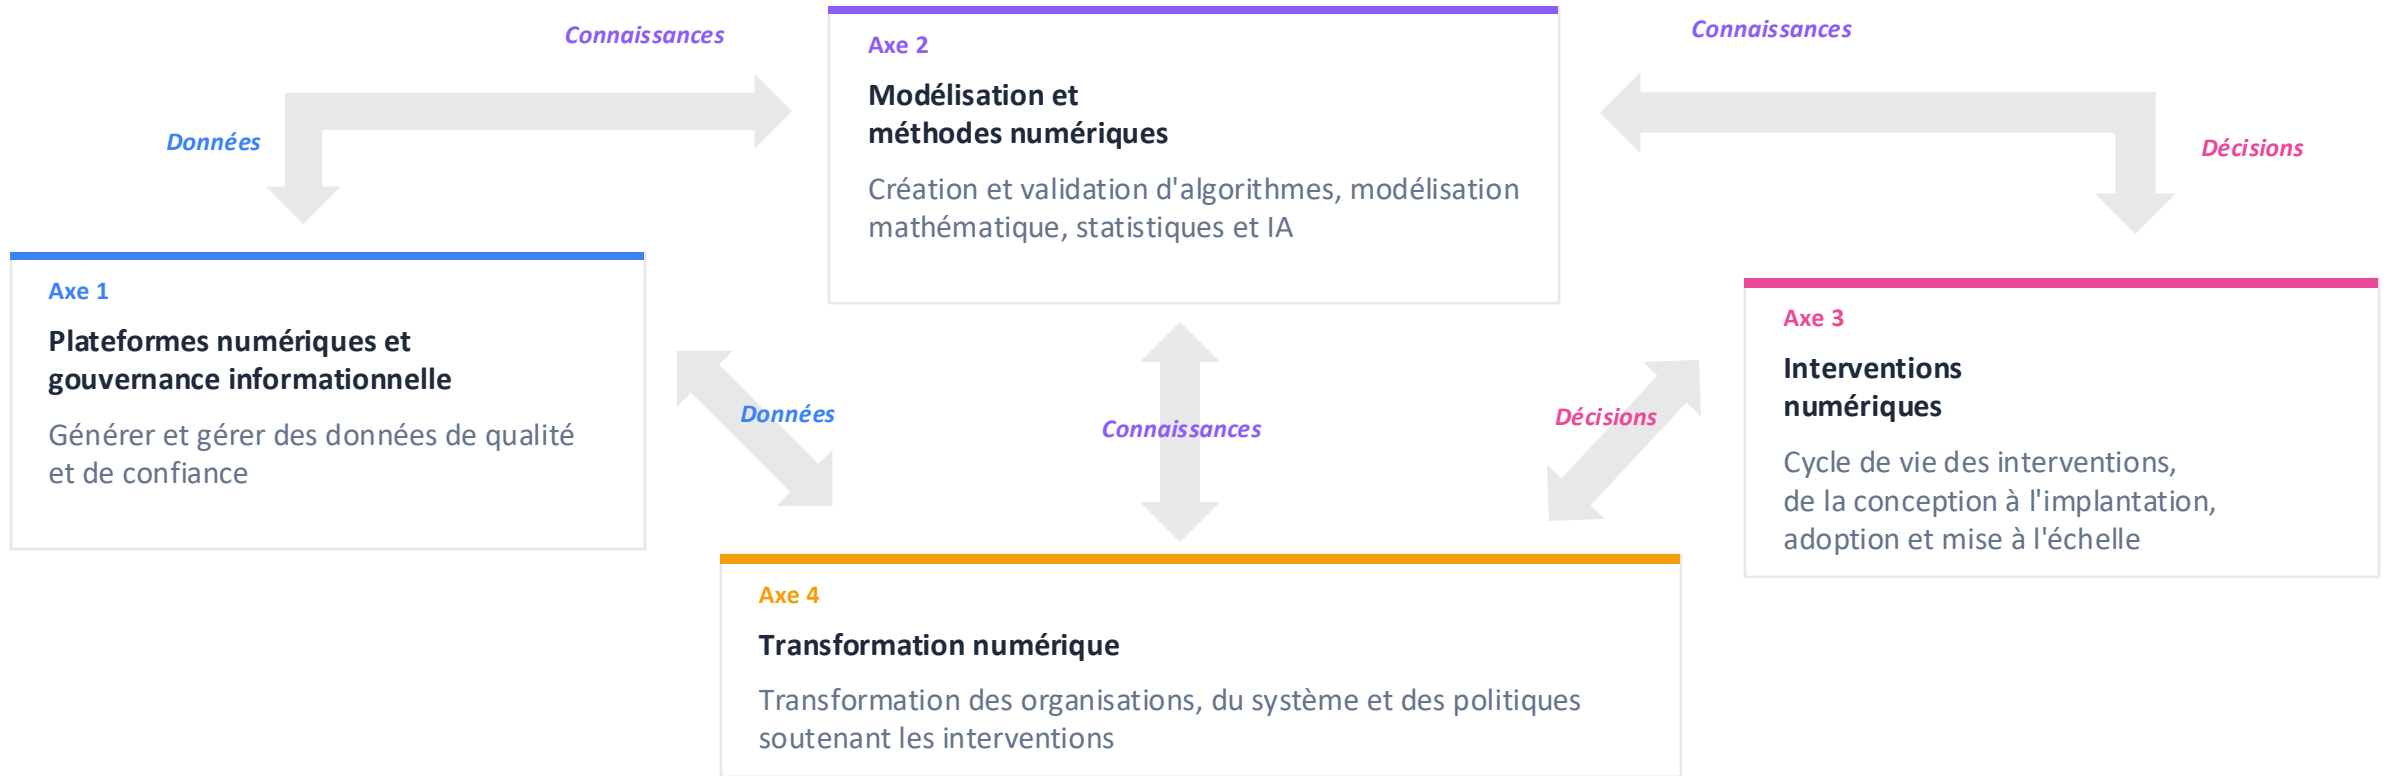 Connaissances
Axe 2
Modélisation et
méthodes numériques
Création et validation d'algorithmes, modélisation
mathématique, statistiques et IA
Connaissances
Données
Décisions
Axe 1
Plateformes numériques et
gouvernance informationnelle
Générer et gérer des données de qualité
et de confiance
Données
Connaissances
Décisions
Axe 3
Interventions
numériques
Cycle de vie des interventions,
de la conception à l'implantation,
adoption et mise à l'échelle
Axe 4
Transformation numérique
Transformation des organisations, du système et des politiques
soutenant les interventions